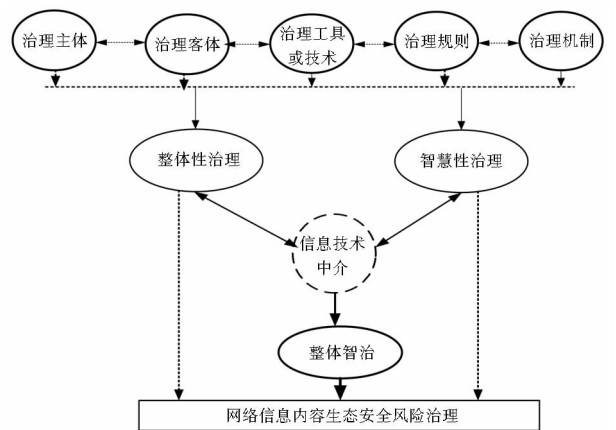 治理主体
治理客体
治理工具
或技术
治理规则
治理机制
整体性治理
智慧性治理
信息技术
中介
整体智治
网络信息内容生态安全风险治理